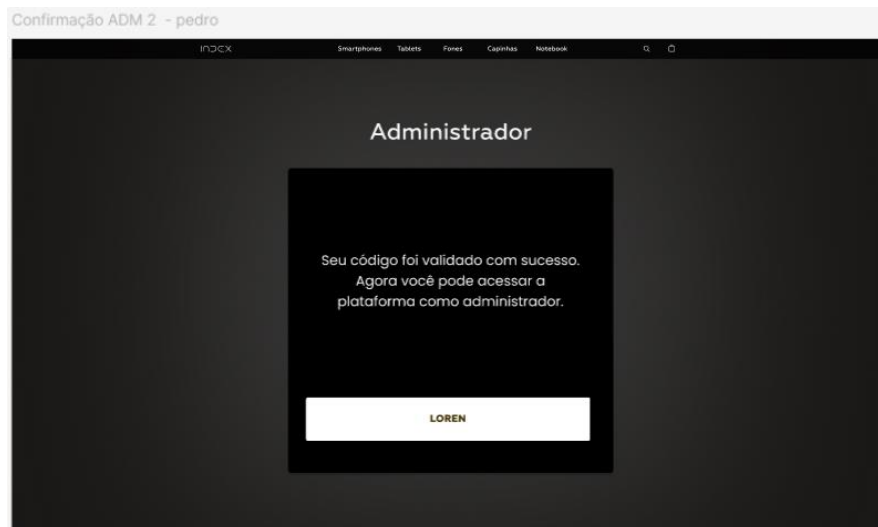 Confirmação ADM 2 - pedro
INDEX Smartphones Tablets Fones Capinhas Notebook
Administrador
Seu código foi validado com sucesso.
Agora você pode acessar a
plataforma como administrador.
LOREN